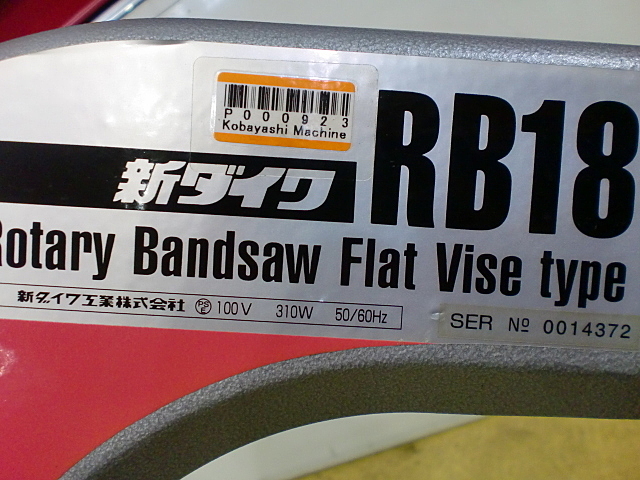 P000923
Kobayashi Machine
RB18
新ダイワ
Rotary Bandsaw Flat Vise type
新ダイワ工業株式会社 PSE 100V 310W 50/60Hz
SER № 0014372